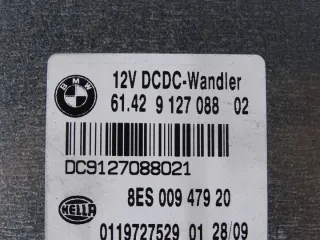 BMW
12V DCDC-Wandler
61.42 9 127 088 02
DC9127088021
8ES 009 479 20
HELLA
0119727529 01 28/09